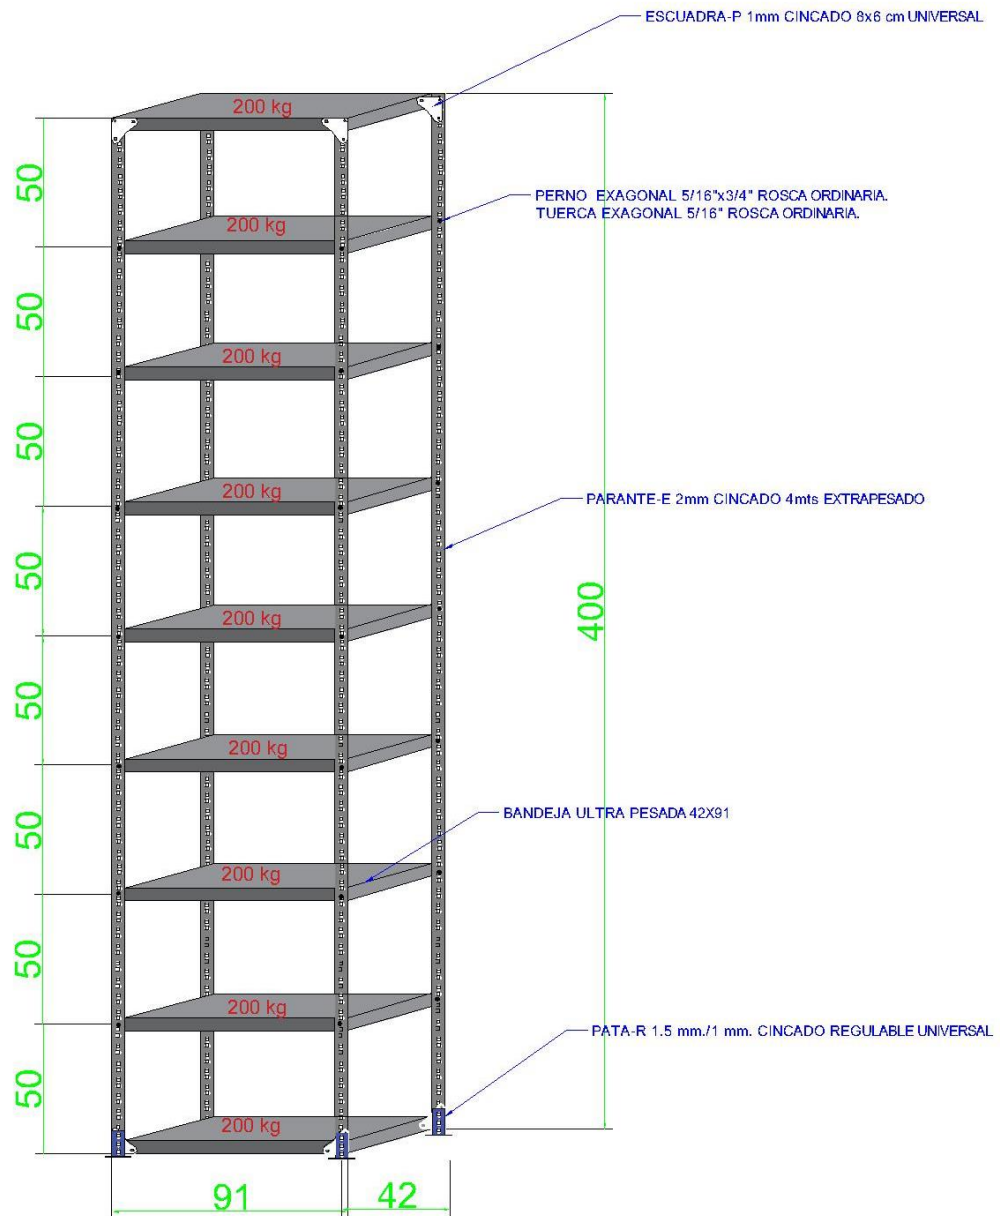 ESCUADRA-P 1mm CINCADO 8x6 cm UNIVERSAL
200 kg
50
PERNO EXAGONAL 5/16"x3/4" ROSCA ORDINARIA.
TUERCA EXAGONAL 5/16" ROSCA ORDINARIA.
200 kg
50
200 kg
50
PARANTE-E 2mm CINCADO 4mts EXTRAPESADO
200 kg
50
400
200 kg
50
200 kg
BANDEJA ULTRA PESADA 42X91
50
200 kg
50
200 kg
PATA-R 1.5 mm./1 mm. CINCADO REGULABLE UNIVERSAL
50
200 kg
91
42